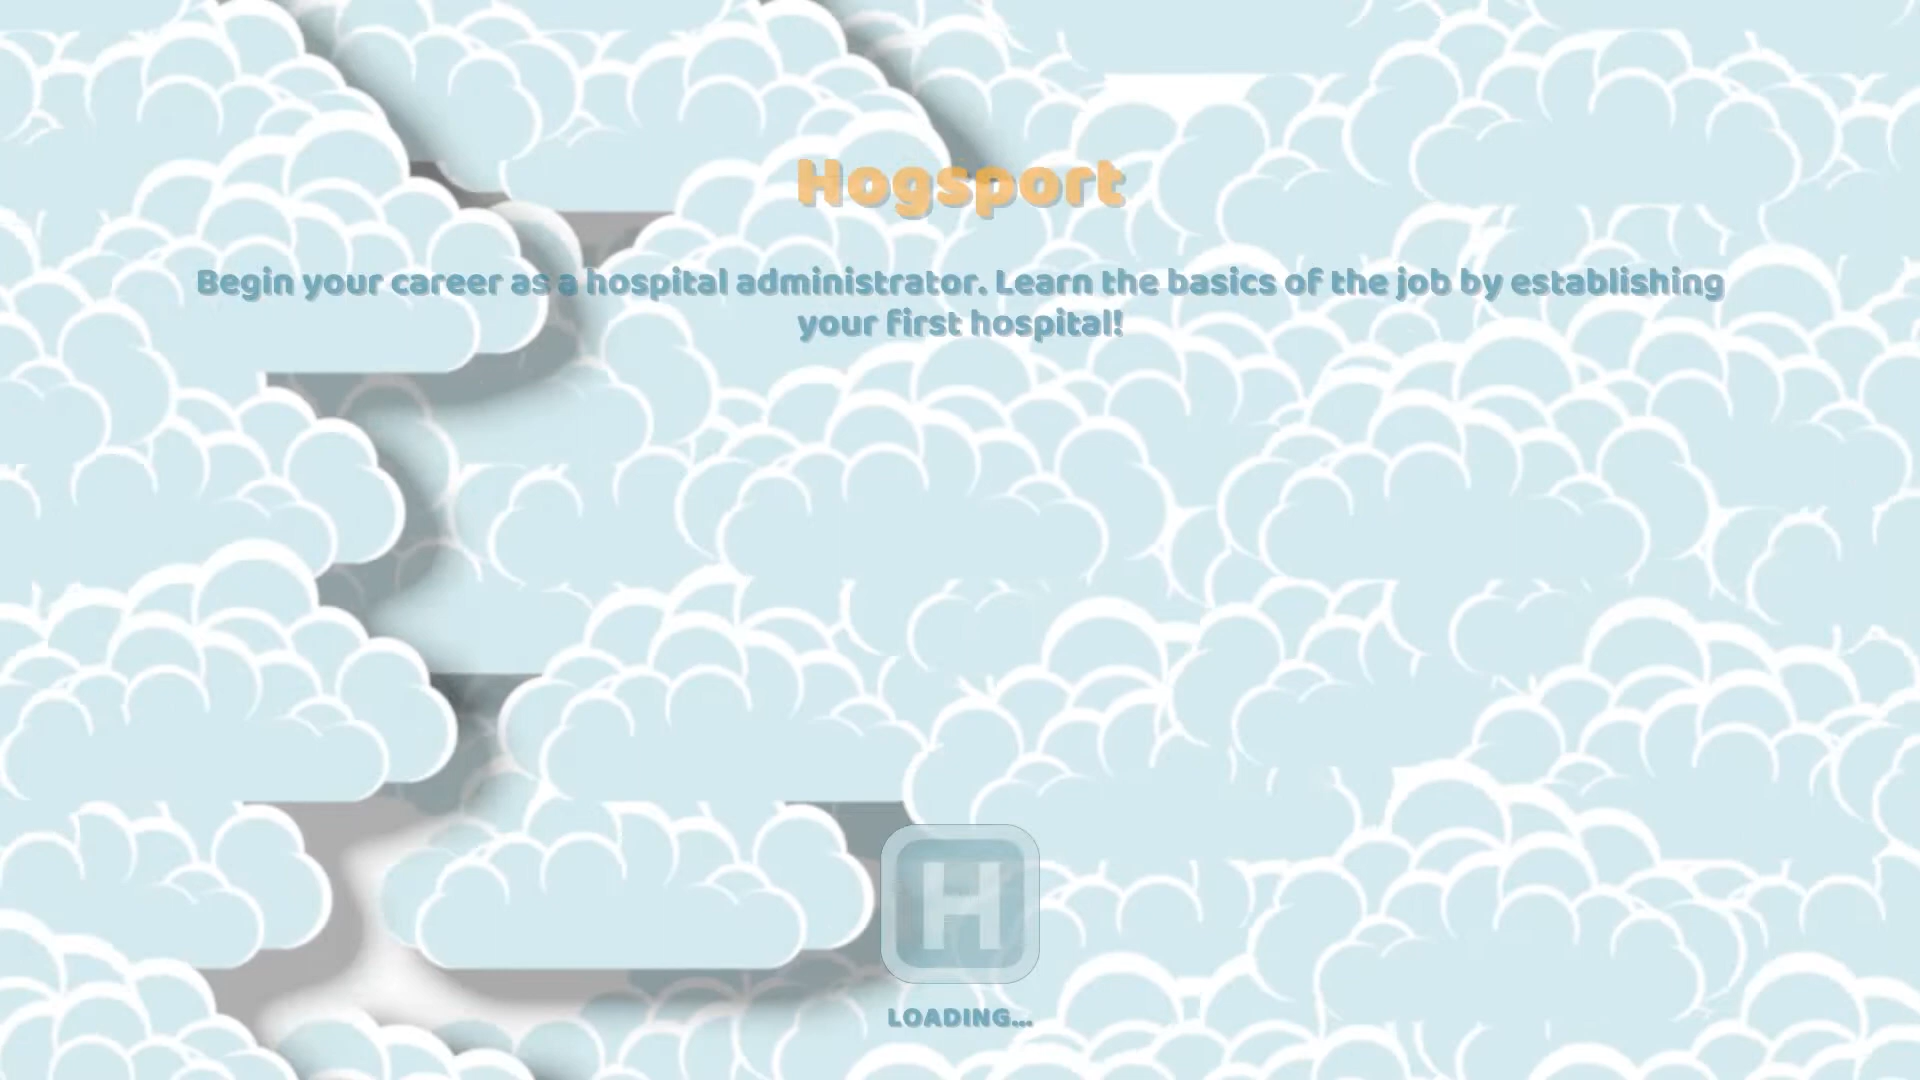 Hogsport
Begin your career as a hospital administrator. Learn the basics of the job by establishing
your first hospital!
H
LOADING...